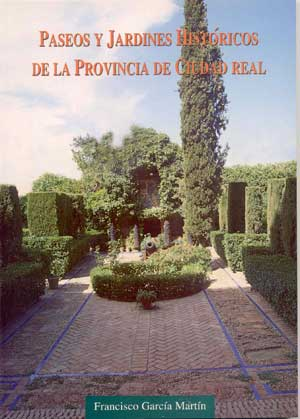 PASEOS Y JARDINES HISTÓRICOS
DE LA PROVINCIA DE CIUDAD REAL
Francisco García Martín